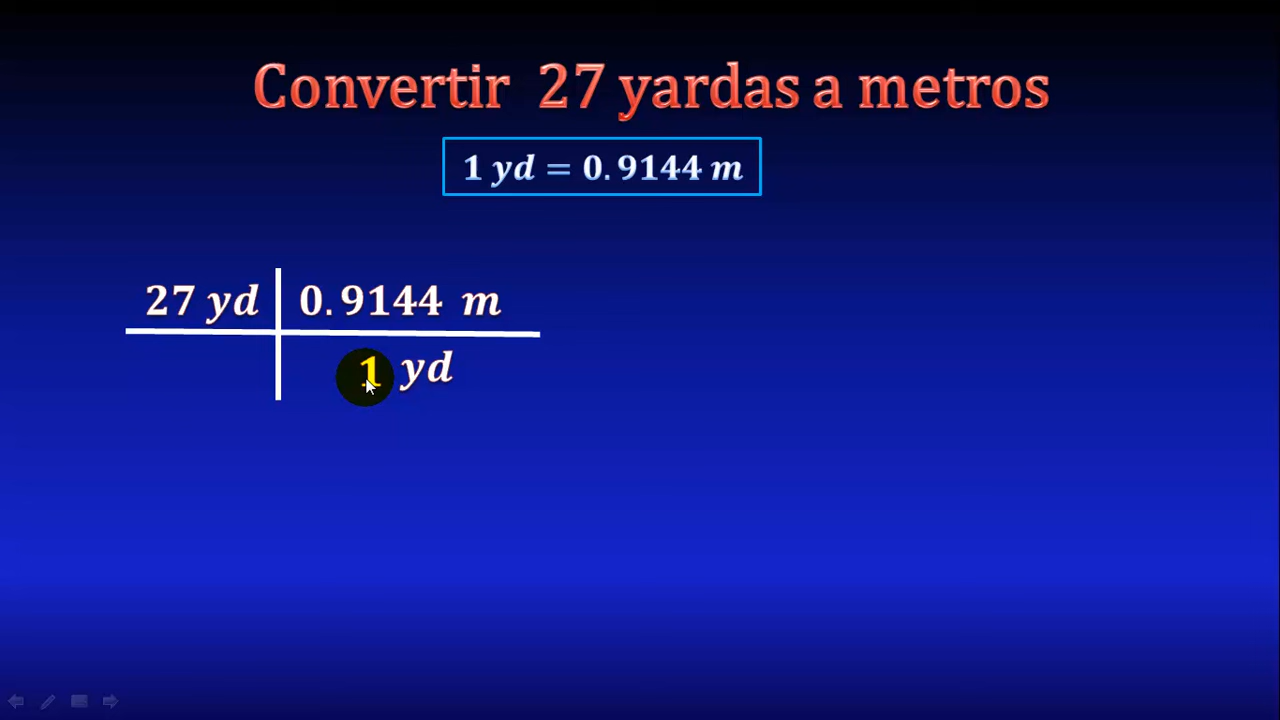 Convertir 27 yardas a metros
1 yd = 0.9144 m
27 yd 0.9144 m
1 yd